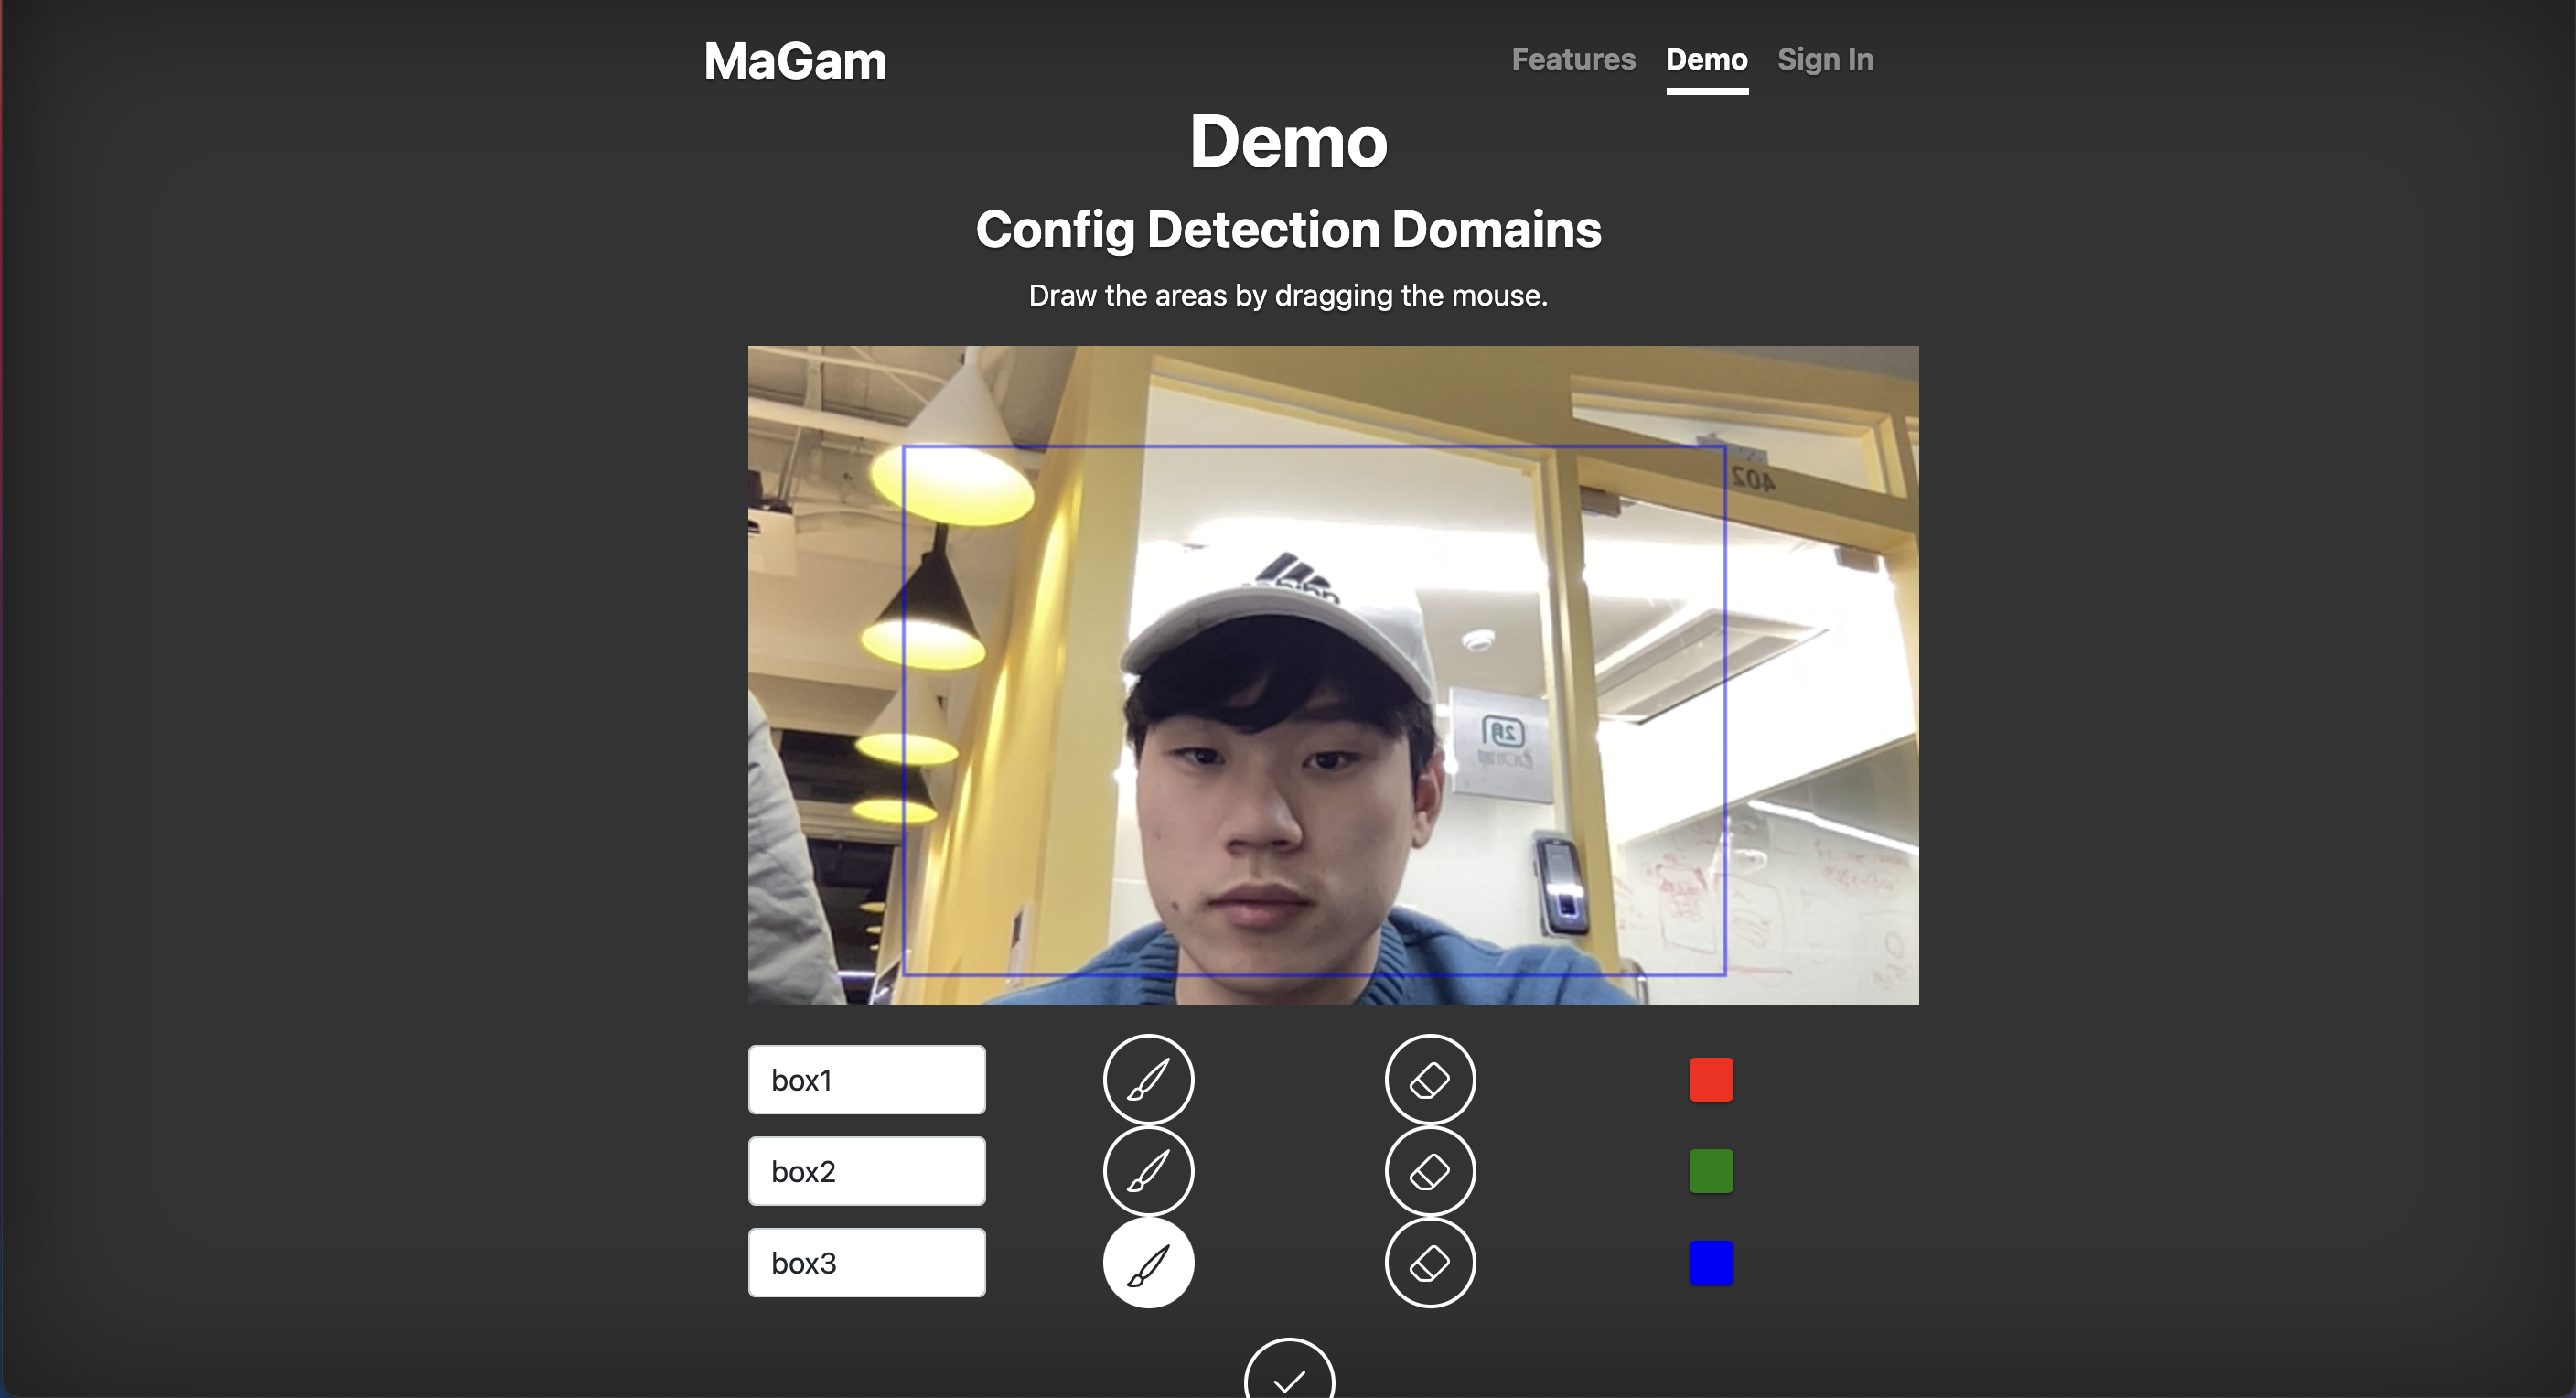 MaGam
Features Demo Sign In
Demo
Config Detection Domains
Draw the areas by dragging the mouse.
402
box1
box2
box3